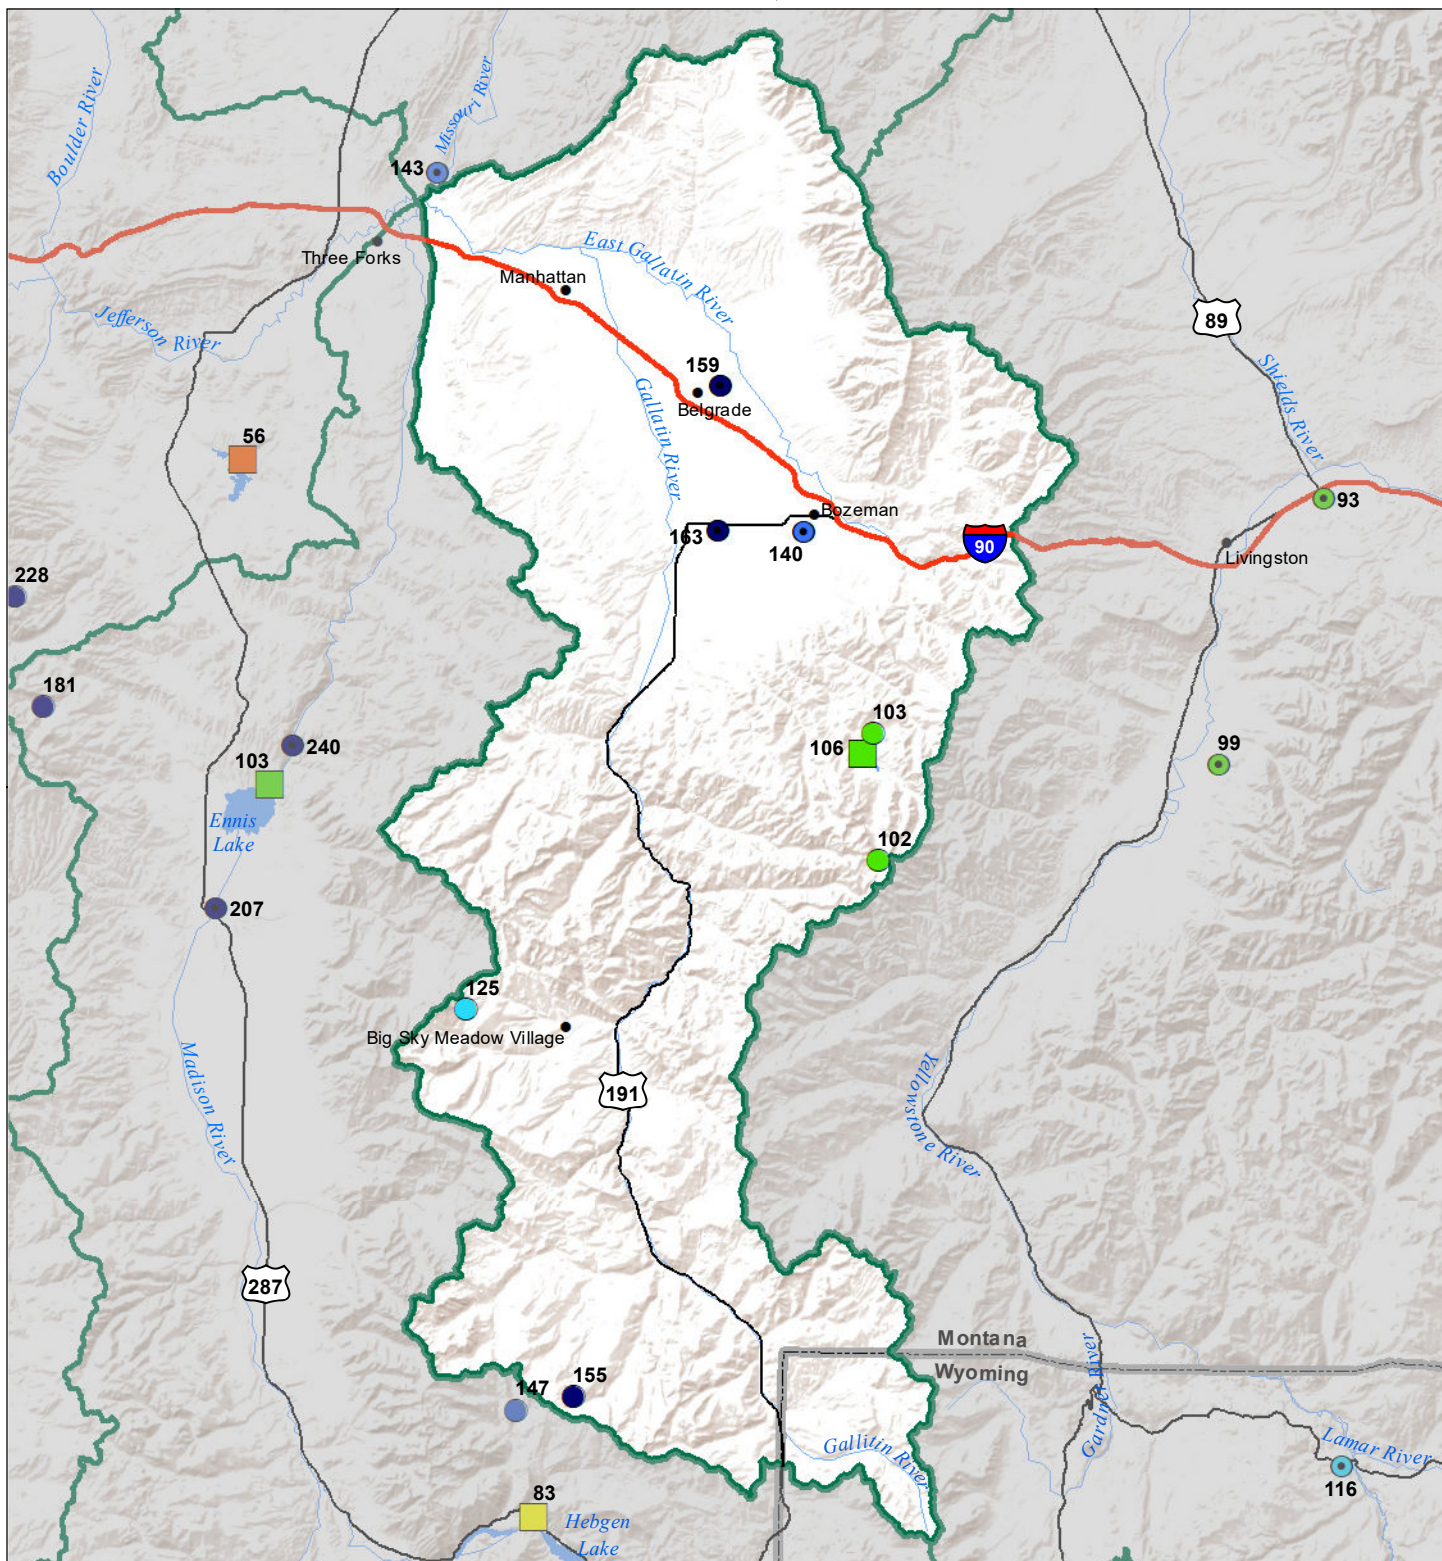 Boulder River
Missouri River
143
Three Forks
East Gallatin River
Manhattan
Jefferson River
89
Shields River
159
Belgrade
Gallatin River
56
93
Bozeman
163
140
90
Livingston
228
181
103
240
103
106
99
Ennis
Lake
102
207
125
Big Sky Meadow Village
Madison River
191
Yellowstone River
287
Montana
Wyoming
Gardner River
147
155
Gallitin River
Lamar River
116
83
Hebgen
Lake